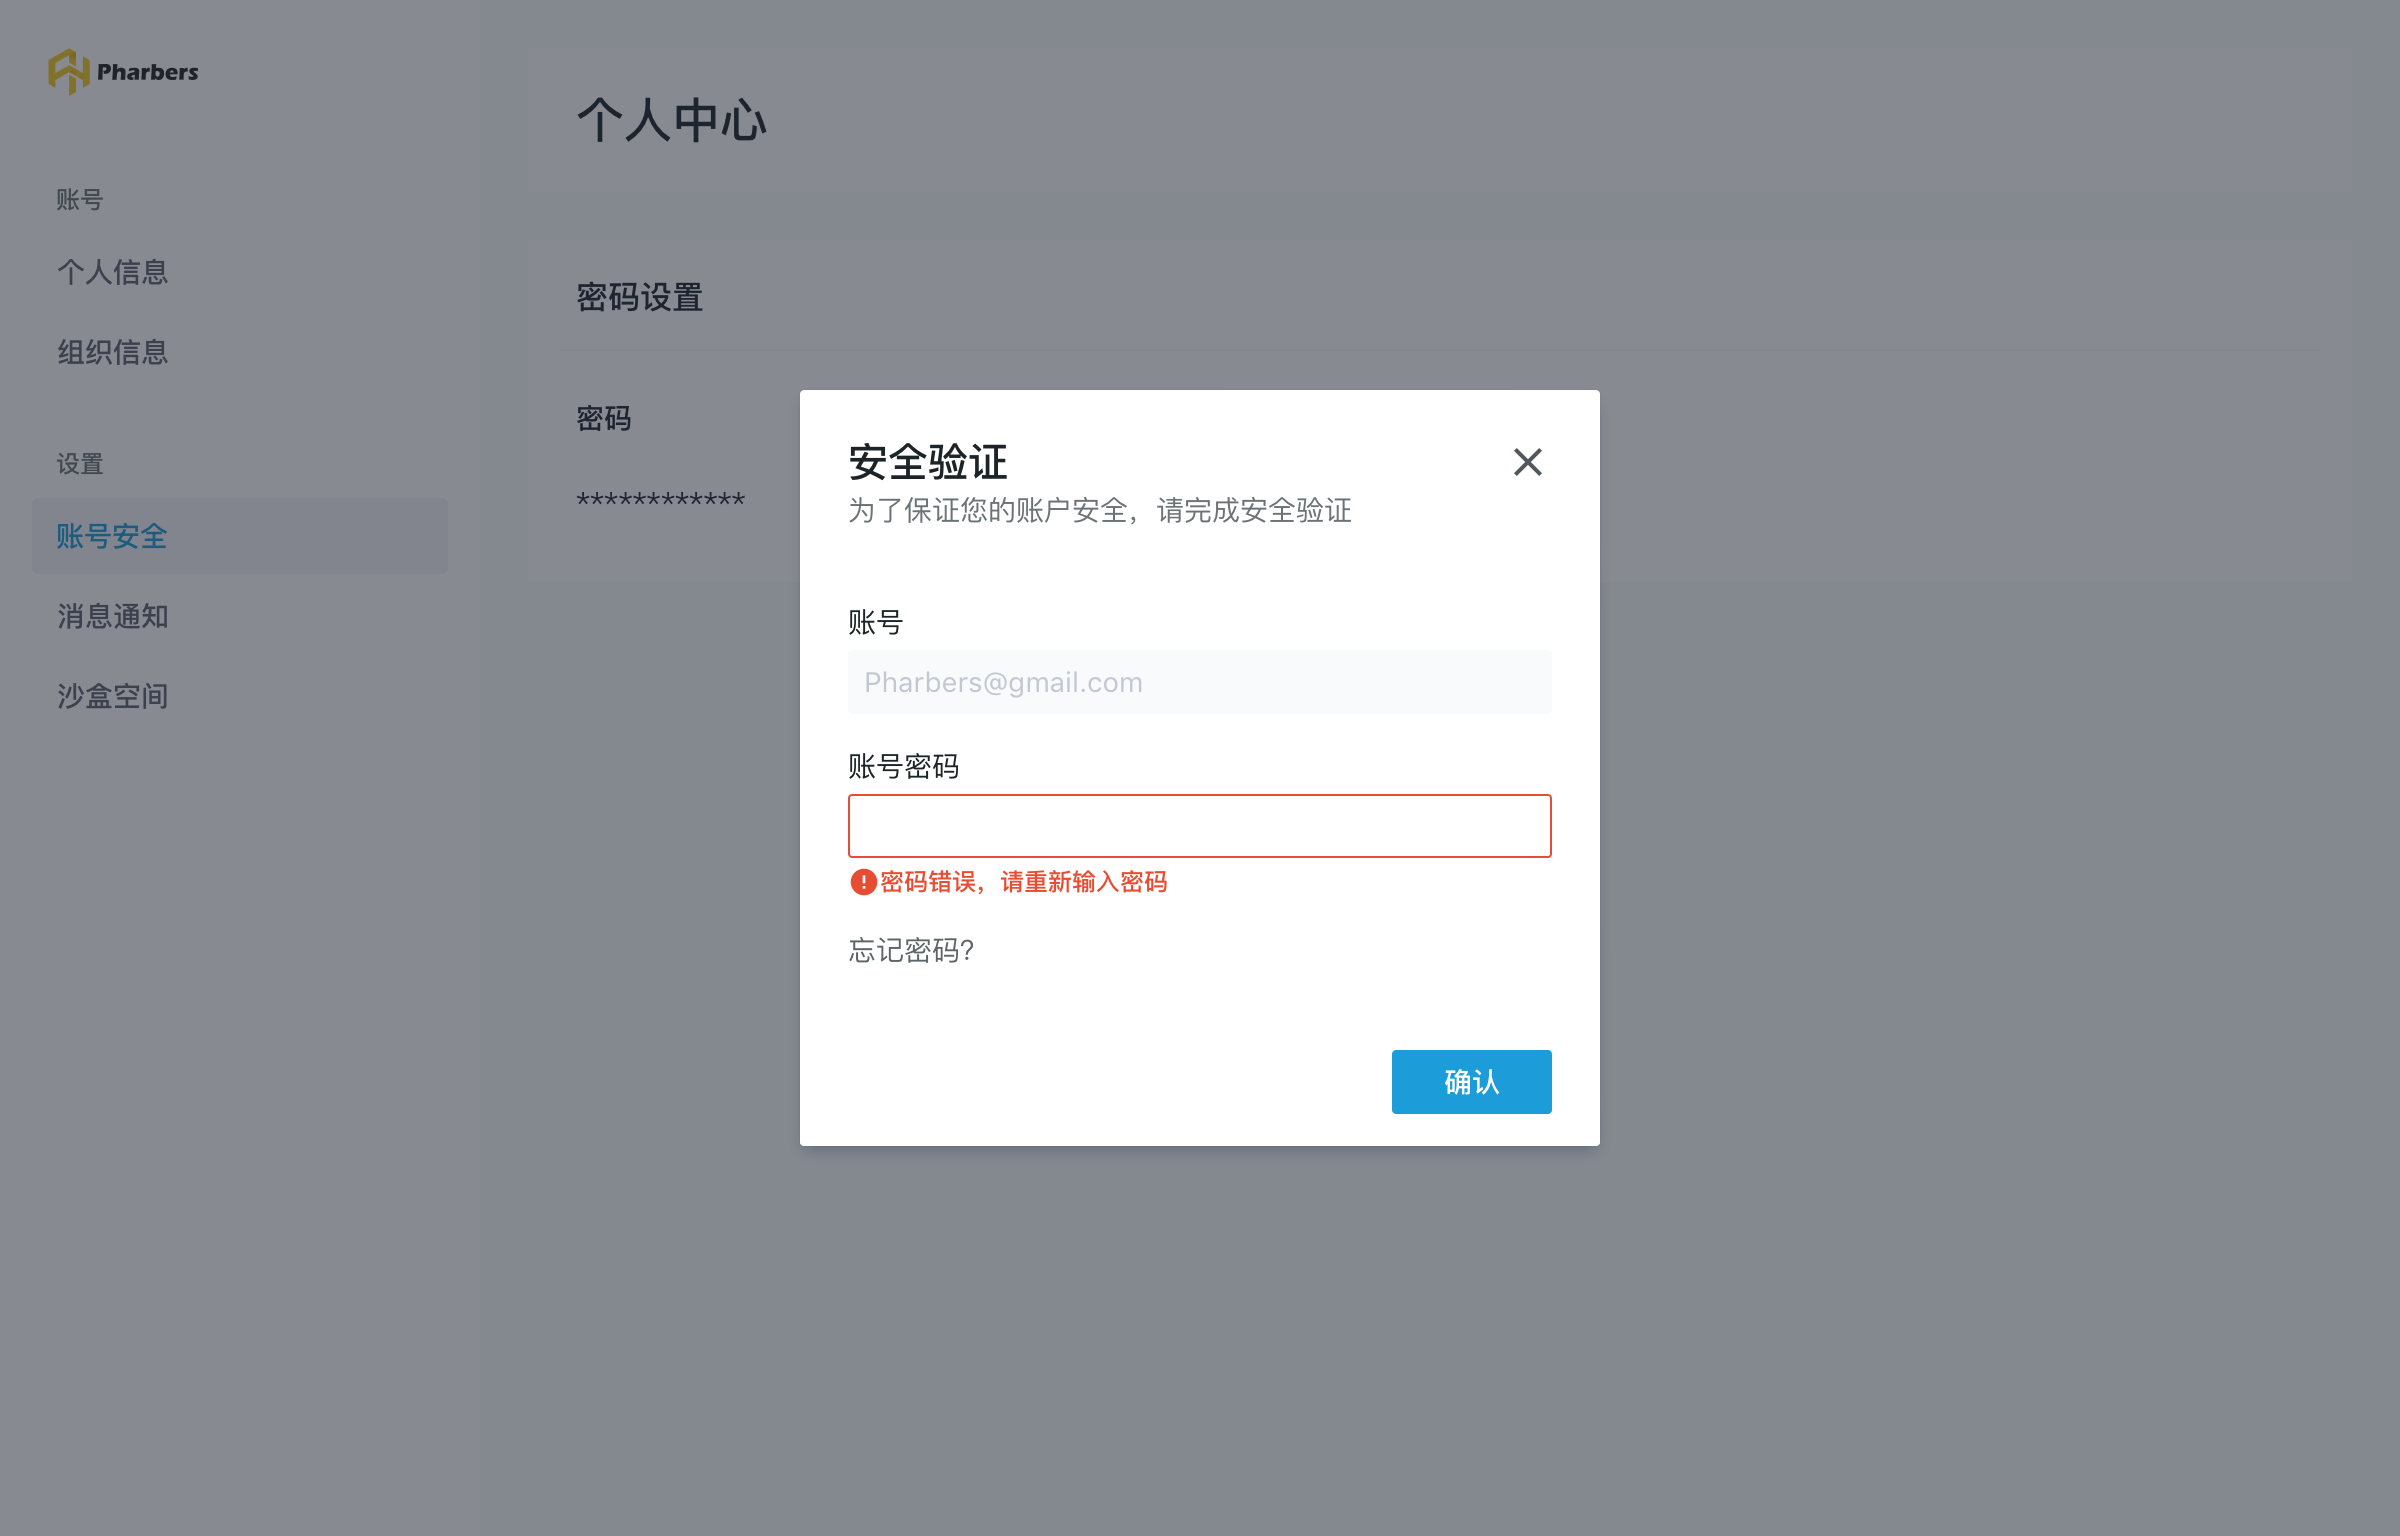 Pharbers
账号
个人信息
组织信息
设置
账号安全
消息通知
沙盒空间
个人中心
密码设置
密码
************
安全验证
为了保证您的账户安全，请完成安全验证
账号
Pharbers@gmail.com
账号密码
密码错误，请重新输入密码
忘记密码?
确认